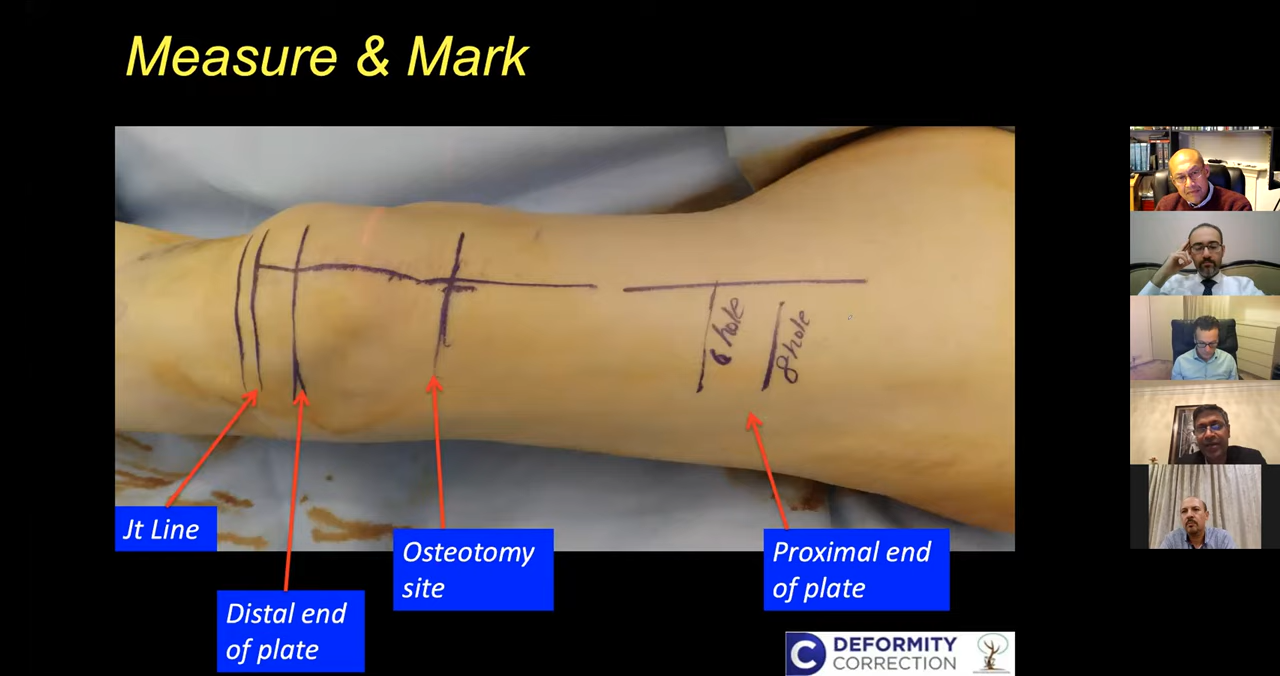 Measure & Mark
6 hole
8 hole
Jt Line
Distal end
of plate
Osteotomy
site
Proximal end
of plate
C DEFORMITY
CORRECTION